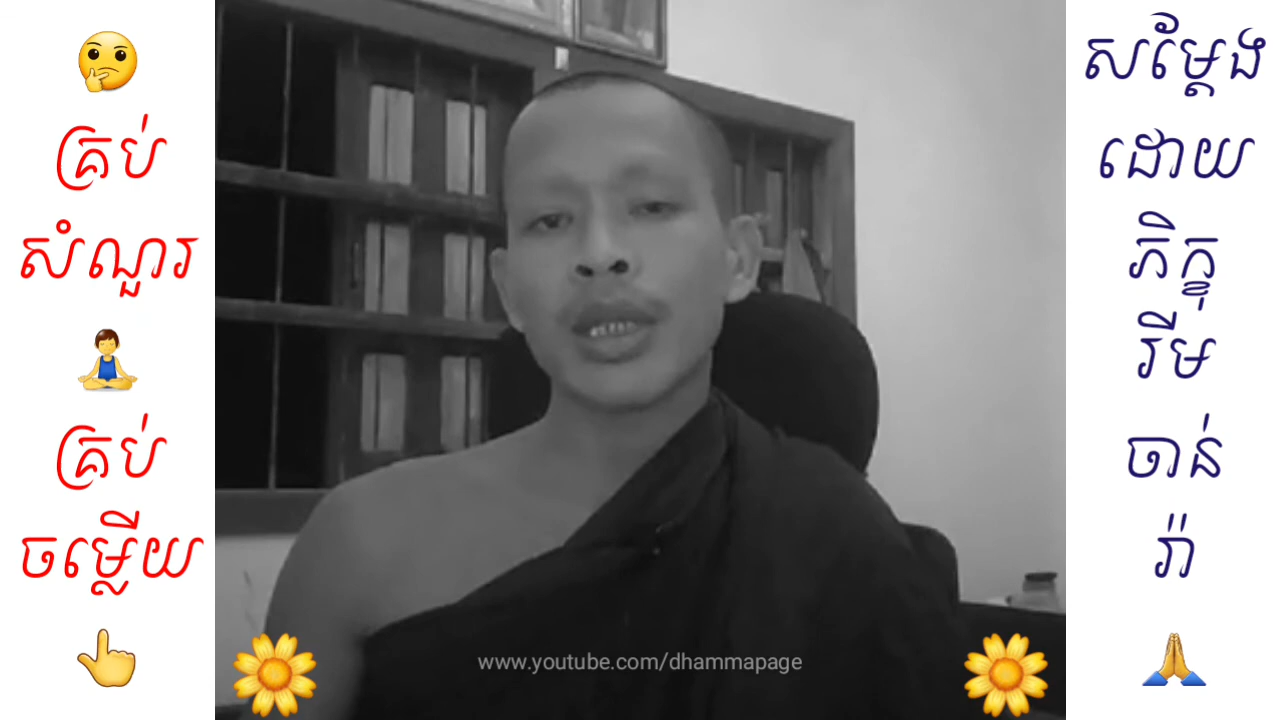 គ្រប់
សំណួរ
គ្រប់
ចម្លើយ
សម្ដែង
ដោយ
ភិក្ខុ
រីម
ចាន់
រ៉ា
www.youtube.com/dhammapage